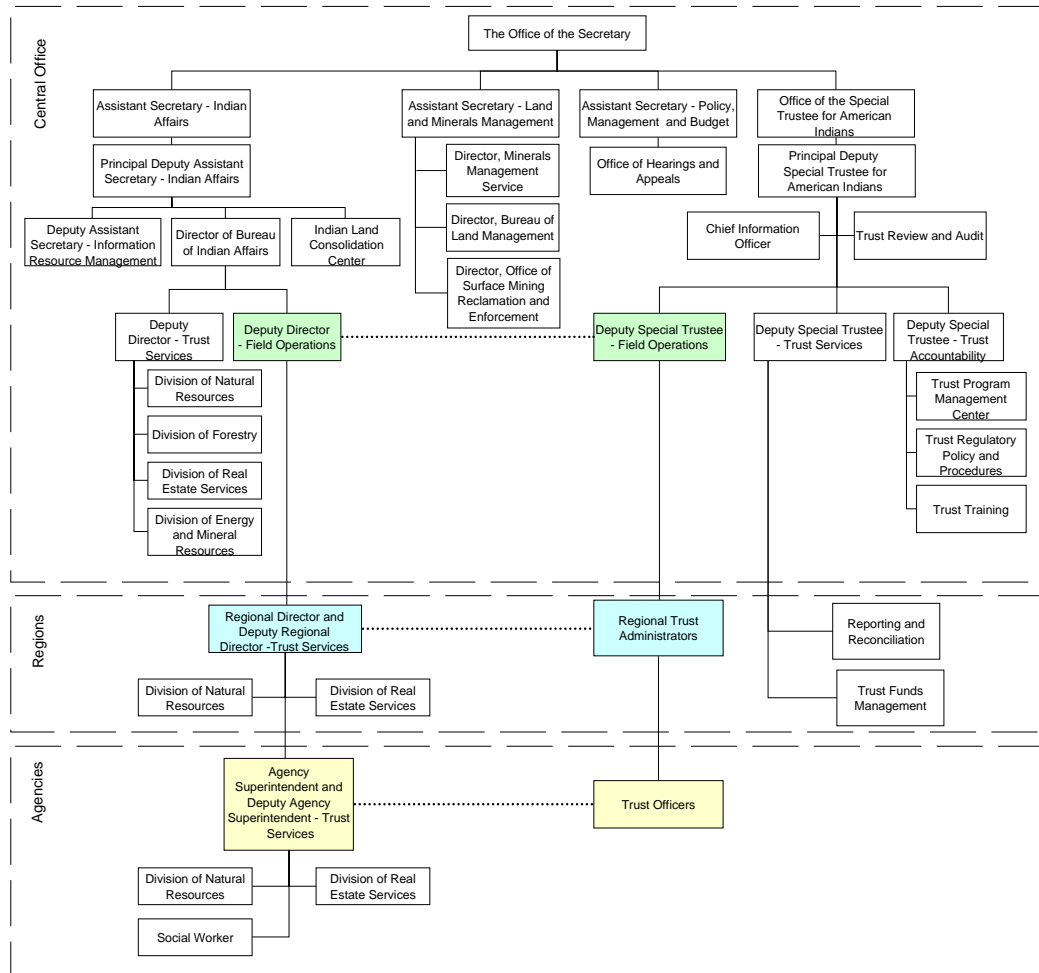 The Office of the Secretary
Central Office
Assistant Secretary - Indian
Affairs
Assistant Secretary - Land
and Minerals Management
Assistant Secretary - Policy,
Management and Budget
Office of the Special
Trustee for American
Indians
Principal Deputy Assistant
Secretary - Indian Affairs
Director, Minerals
Management
Service
Office of Hearings and
Appeals
Principal Deputy
Special Trustee for
American Indians
Deputy Assistant
Secretary - Information
Resource Management
Director of Bureau
of Indian Affairs
Indian Land
Consolidation
Center
Director, Bureau of
Land Management
Chief Information
Officer
Trust Review and Audit
Director, Office of
Surface Mining
Reclamation and
Enforcement
Deputy
Director - Trust
Services
Deputy Director
- Field Operations
Deputy Special Trustee
- Field Operations
Deputy Special Trustee
- Trust Services
Deputy Special
Trustee - Trust
Accountability
Division of Natural
Resources
Division of Forestry
Division of Real
Estate Services
Division of Energy
and Mineral
Resources
Trust Program
Management
Center
Trust Regulatory
Policy and
Procedures
Trust Training
Regions
Regional Director and
Deputy Regional
Director -Trust Services
Regional Trust
Administrators
Reporting and
Reconciliation
Division of Natural
Resources
Division of Real
Estate Services
Trust Funds
Management
Agencies
Agency
Superintendent and
Deputy Agency
Superintendent - Trust
Services
Trust Officers
Division of Natural
Resources
Division of Real
Estate Services
Social Worker